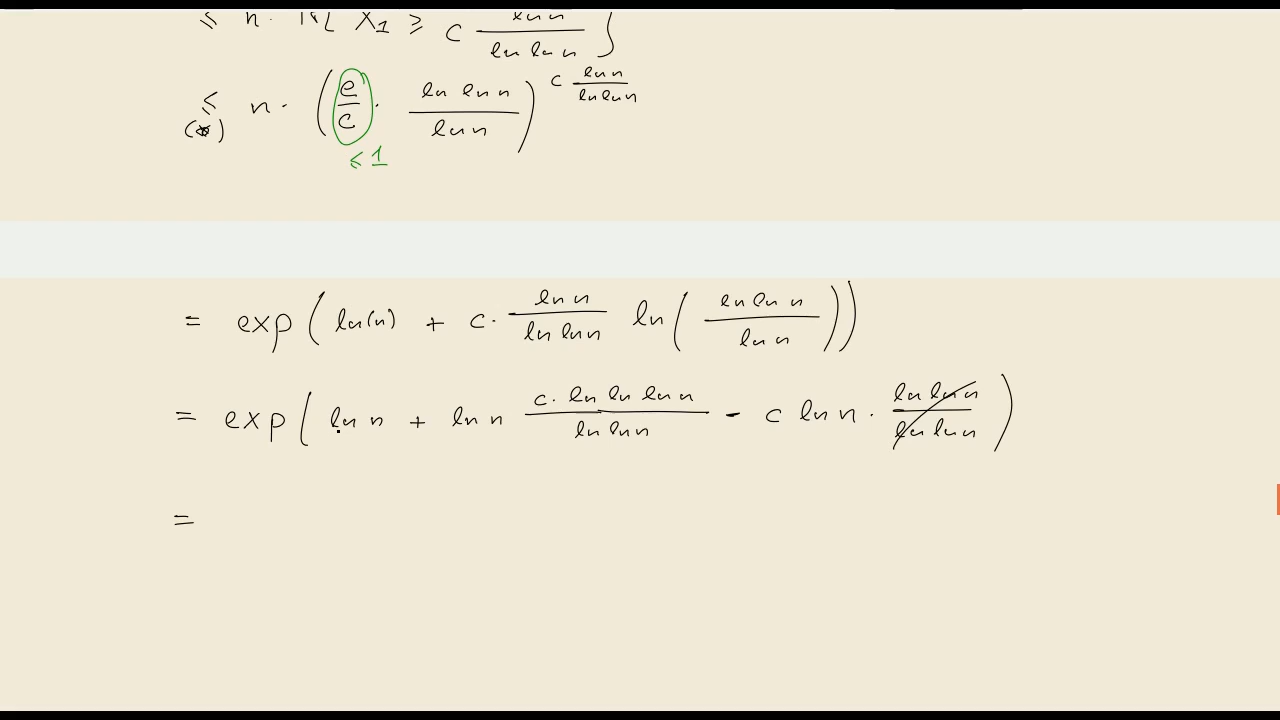 ≤ n · Pr[ X₁ ≥ c ln n / ln ln n ]
≤ n · ( e/c · ln ln n / ln n )^(c ln n / ln ln n)
(*)
≤ 1
= exp( ln(n) + c · ln n / ln ln n ln( ln ln n / ln n ) )
= exp( ln n + ln n c · ln ln ln n / ln ln n - c ln n · ln ln n / ln ln n )
=